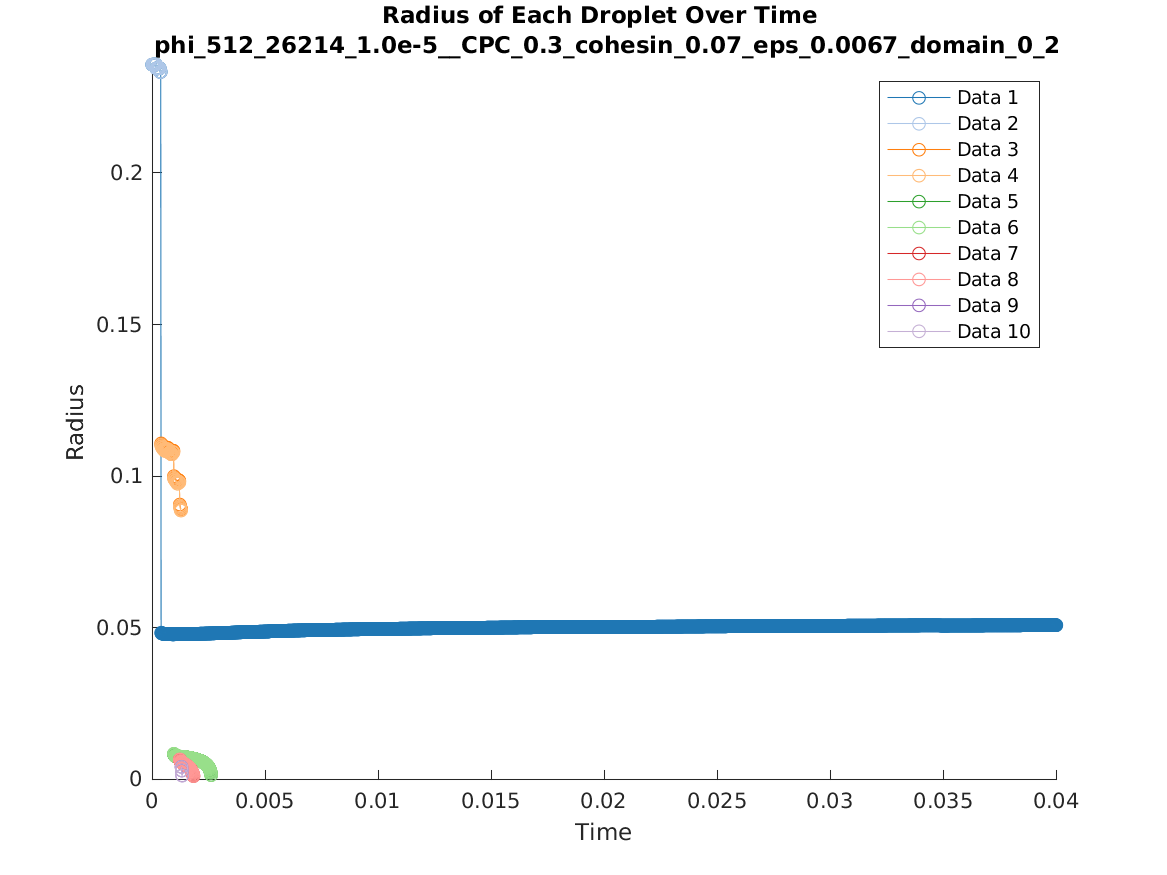 Radius of Each Droplet Over Time
phi_512_26214_1.0e-5__CPC_0.3_cohesin_0.07_eps_0.0067_domain_0_2
Data 1
Data 2
Data 3
Data 4
Data 5
Data 6
Data 7
Data 8
Data 9
Data 10
0.2
0.15
0.1
0.05
0
Radius
0
0.005
0.01
0.015
0.02
0.025
0.03
0.035
0.04
Time